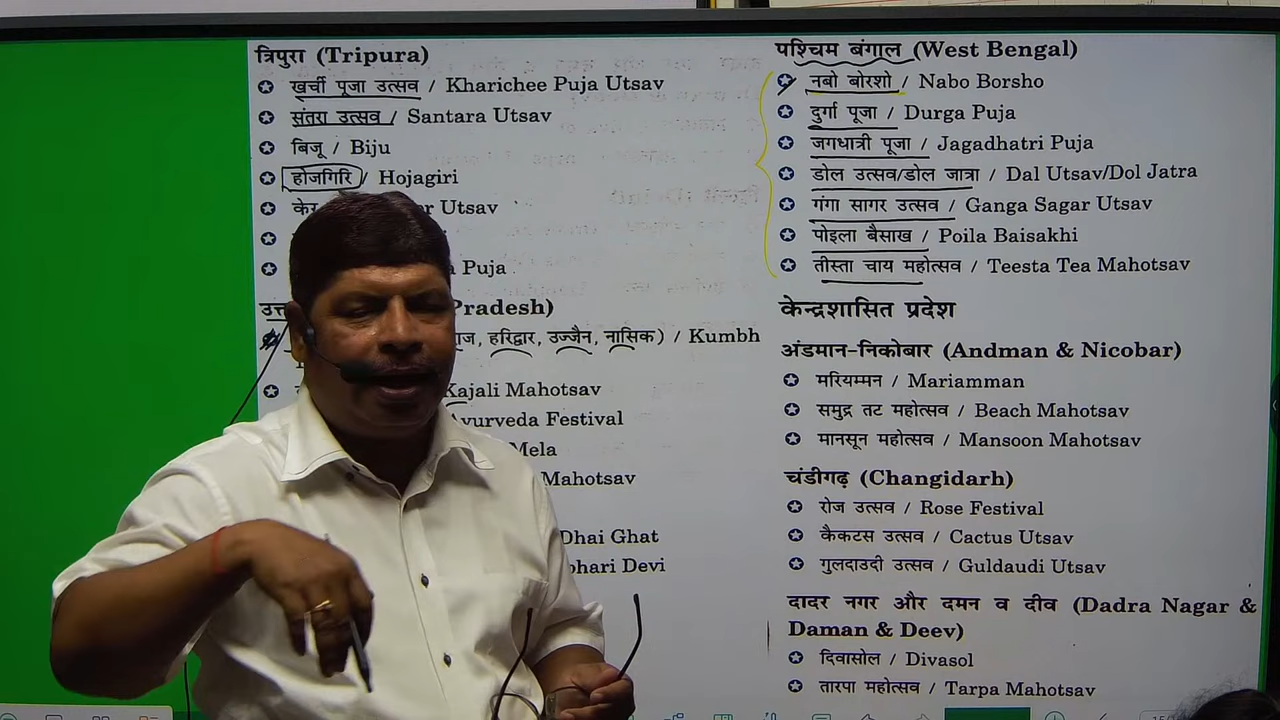 त्रिपुरा (Tripura)
खर्ची पूजा उत्सव / Kharichee Puja Utsav
संतरा उत्सव / Santara Utsav
बिजू / Biju
होजगिरि / Hojagiri
केर Utsav
Puja
Pradesh)
हरिद्वार, उज्जैन, नासिक) / Kumbh
Kajali Mahotsav
Ayurveda Festival
Mela
Mahotsav
Dhai Ghat
Devi
पश्चिम बंगाल (West Bengal)
नबो बोरशो / Nabo Borsho
दुर्गा पूजा / Durga Puja
जगधात्री पूजा / Jagadhatri Puja
डोल उत्सव/डोल जात्रा / Dal Utsav/Dol Jatra
गंगा सागर उत्सव / Ganga Sagar Utsav
पोइला बैसाख / Poila Baisakhi
तीस्ता चाय महोत्सव / Teesta Tea Mahotsav
केन्द्रशासित प्रदेश
अंडमान-निकोबार (Andman & Nicobar)
मरियम्मन / Mariamman
समुद्र तट महोत्सव / Beach Mahotsav
मानसून महोत्सव / Mansoon Mahotsav
चंडीगढ़ (Changidarh)
रोज उत्सव / Rose Festival
कैकटस उत्सव / Cactus Utsav
गुलदाउदी उत्सव / Guldaudi Utsav
दादर नगर और दमन व दीव (Dadra Nagar &
Daman & Deev)
दिवासोल / Divasol
तारपा महोत्सव / Tarpa Mahotsav